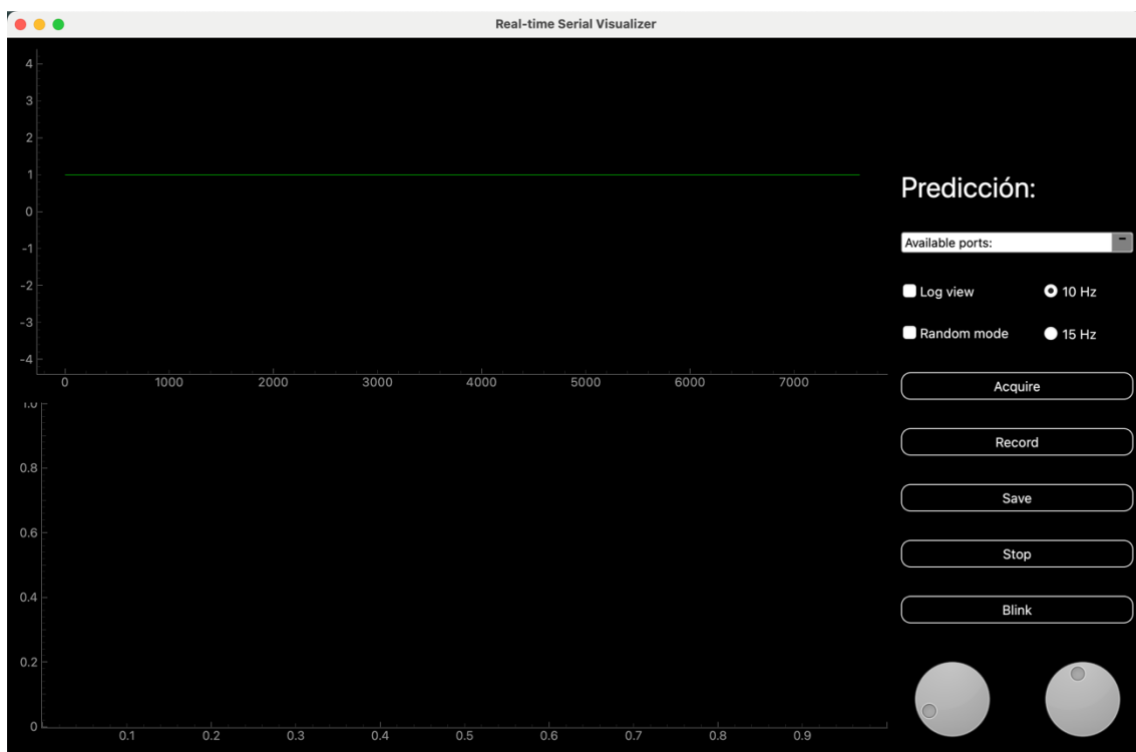 Real-time Serial Visualizer
4
3
2
1
0
-1
-2
-3
-4
0 1000 2000 3000 4000 5000 6000 7000
1.0
0.8
0.6
0.4
0.2
0
0.1 0.2 0.3 0.4 0.5 0.6 0.7 0.8 0.9
Predicción:
Available ports:
Log view 10 Hz
Random mode 15 Hz
Acquire
Record
Save
Stop
Blink